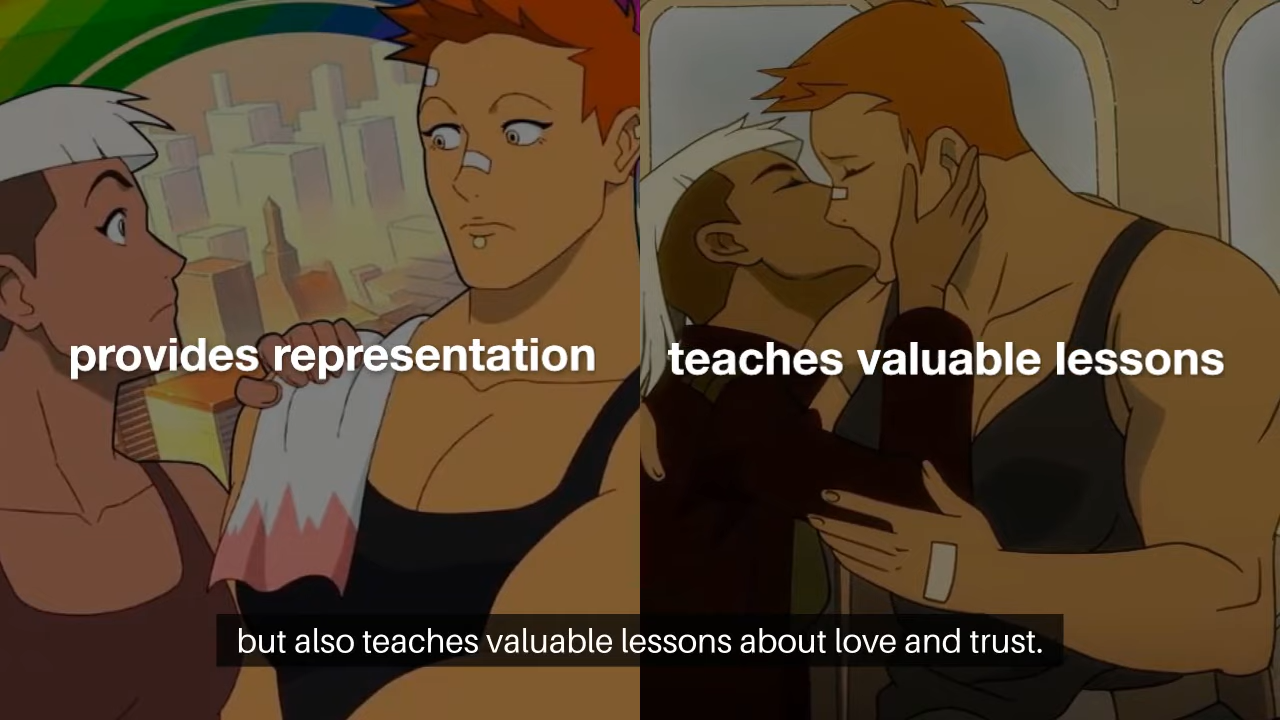 provides representation
teaches valuable lessons
but also teaches valuable lessons about love and trust.